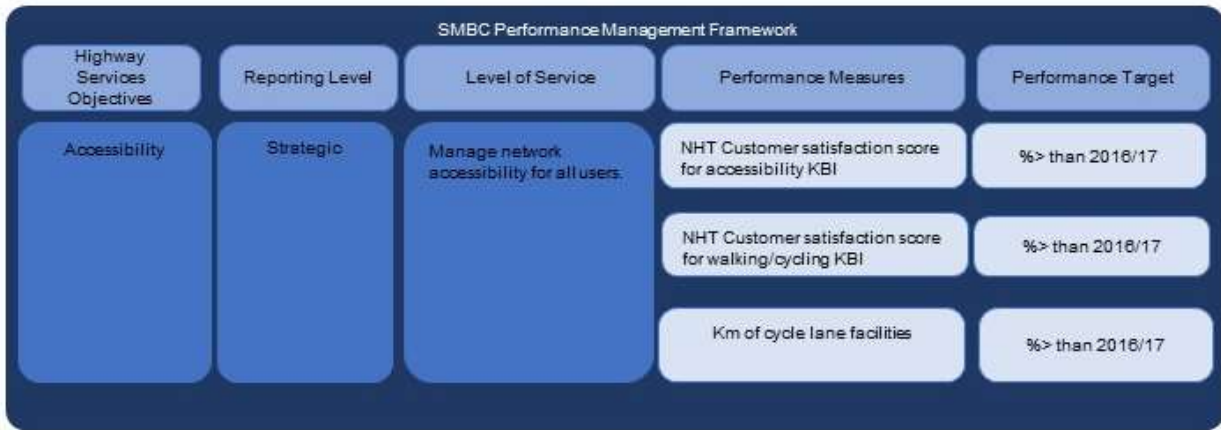 SMBC Performance Management Framework
Highway
Services
Objectives
Reporting Level
Level of Service
Performance Measures
Performance Target
Accessibility
Strategic
Manage network
accessibility for all users.
NHT Customer satisfaction score
for accessibility KBI
%> than 2016/17
NHT Customer satisfaction score
for walking/cycling KBI
%> than 2016/17
Km of cycle lane facilities
%> than 2016/17